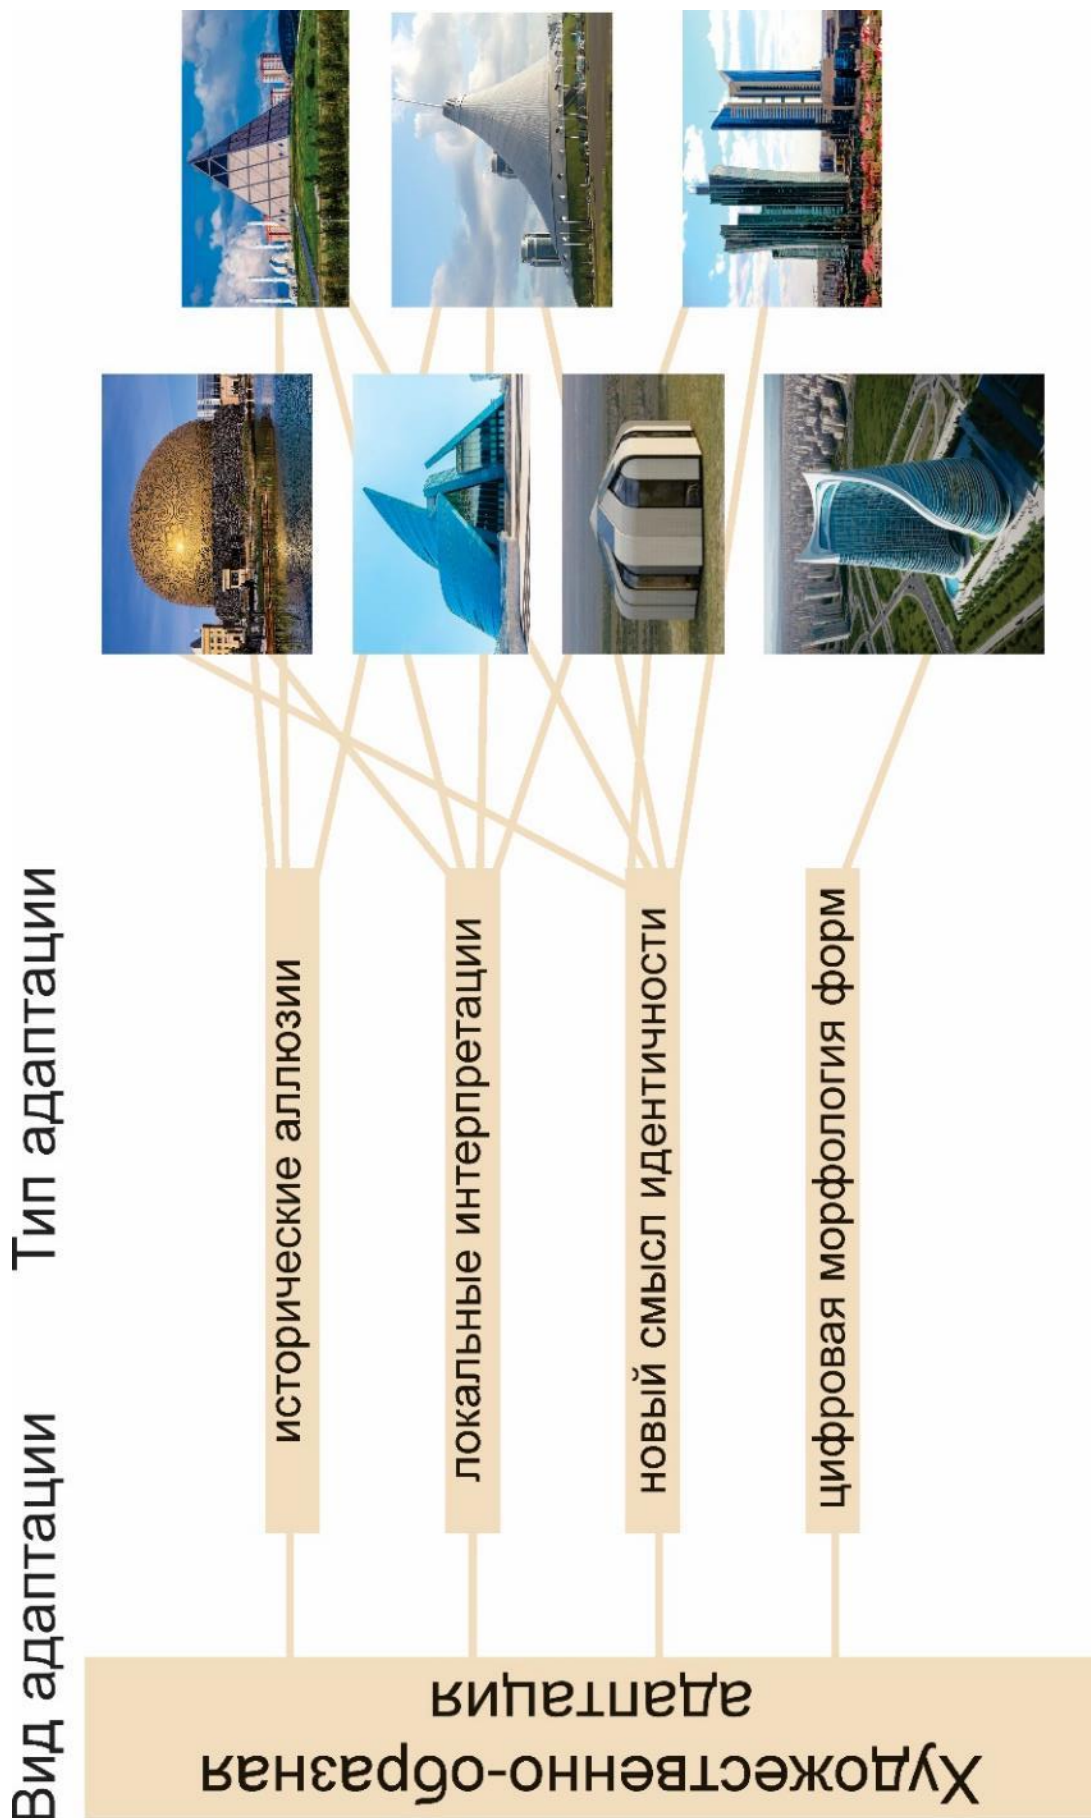 Вид адаптации
Тип адаптации
Художественно-образная
адаптация
исторические аллюзии
локальные интерпретации
новый смысл идентичности
цифровая морфология форм